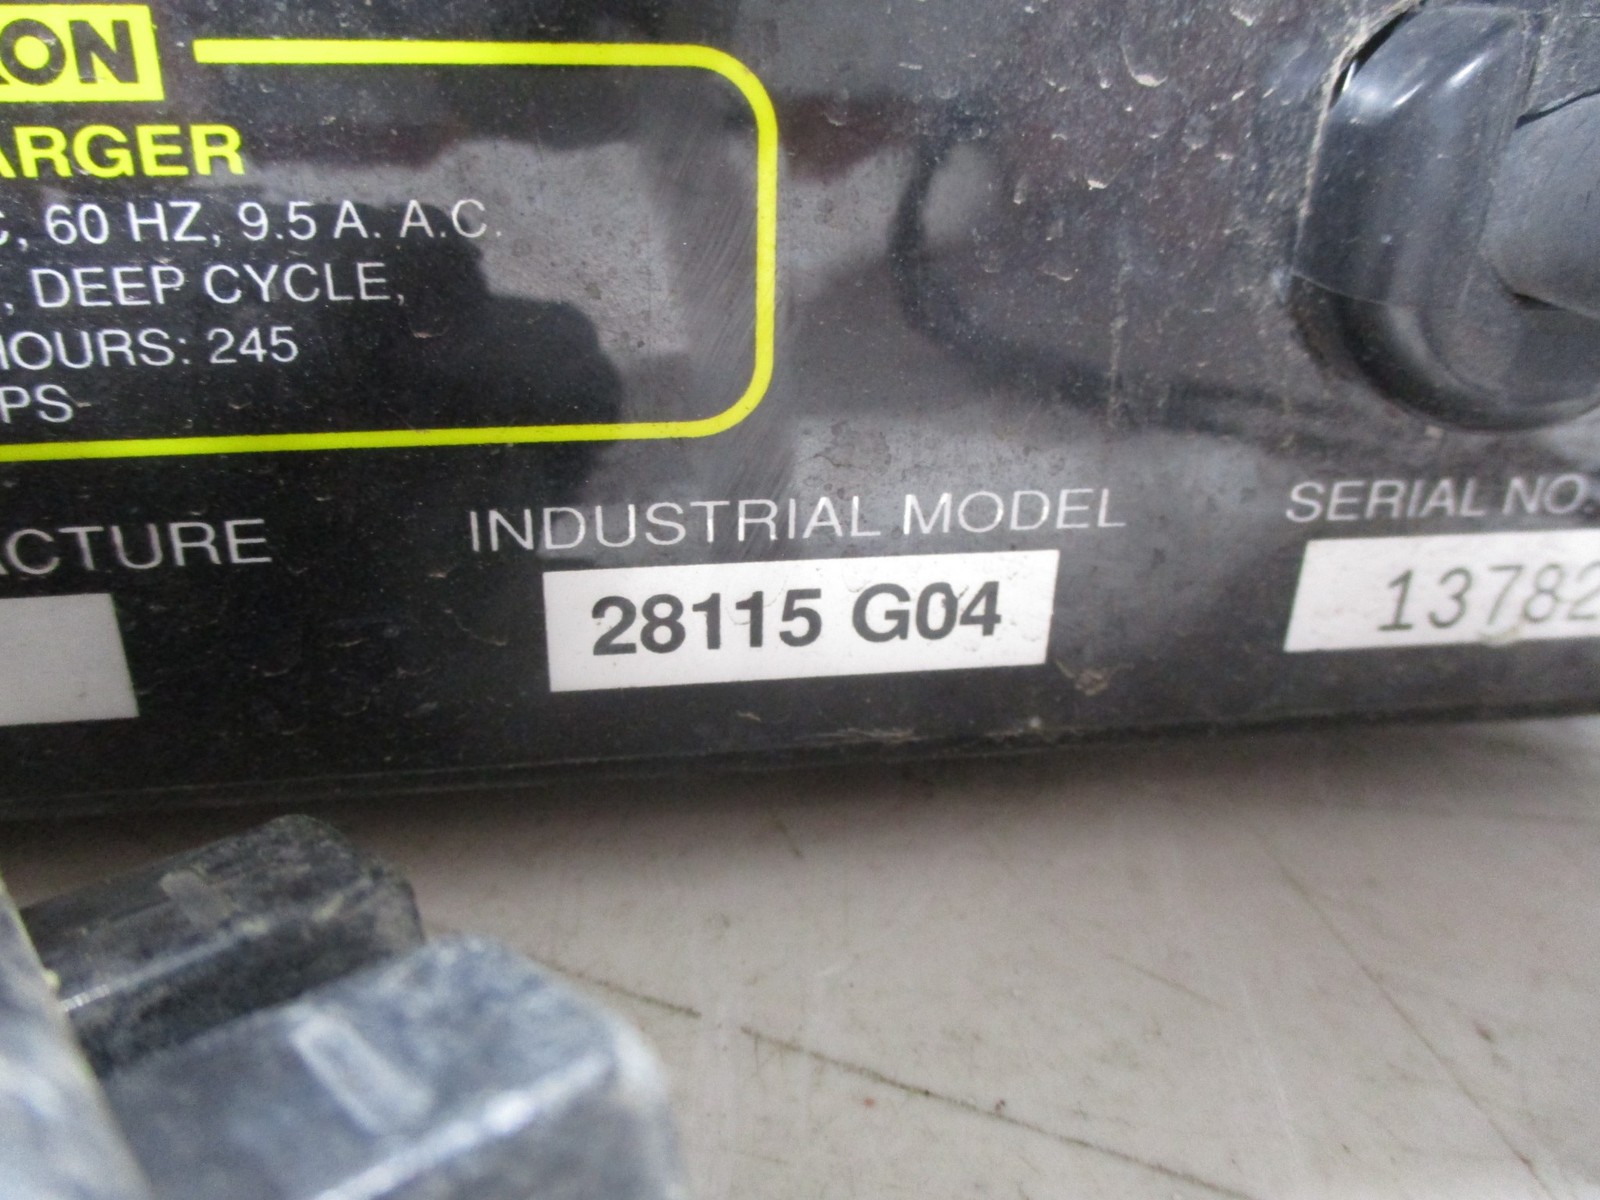 ON
ARGER
C, 60 HZ, 9.5 A. A.C.
, DEEP CYCLE,
HOURS: 245
PS
ACTURE
INDUSTRIAL MODEL
SERIAL NO.
28115 G04
13782